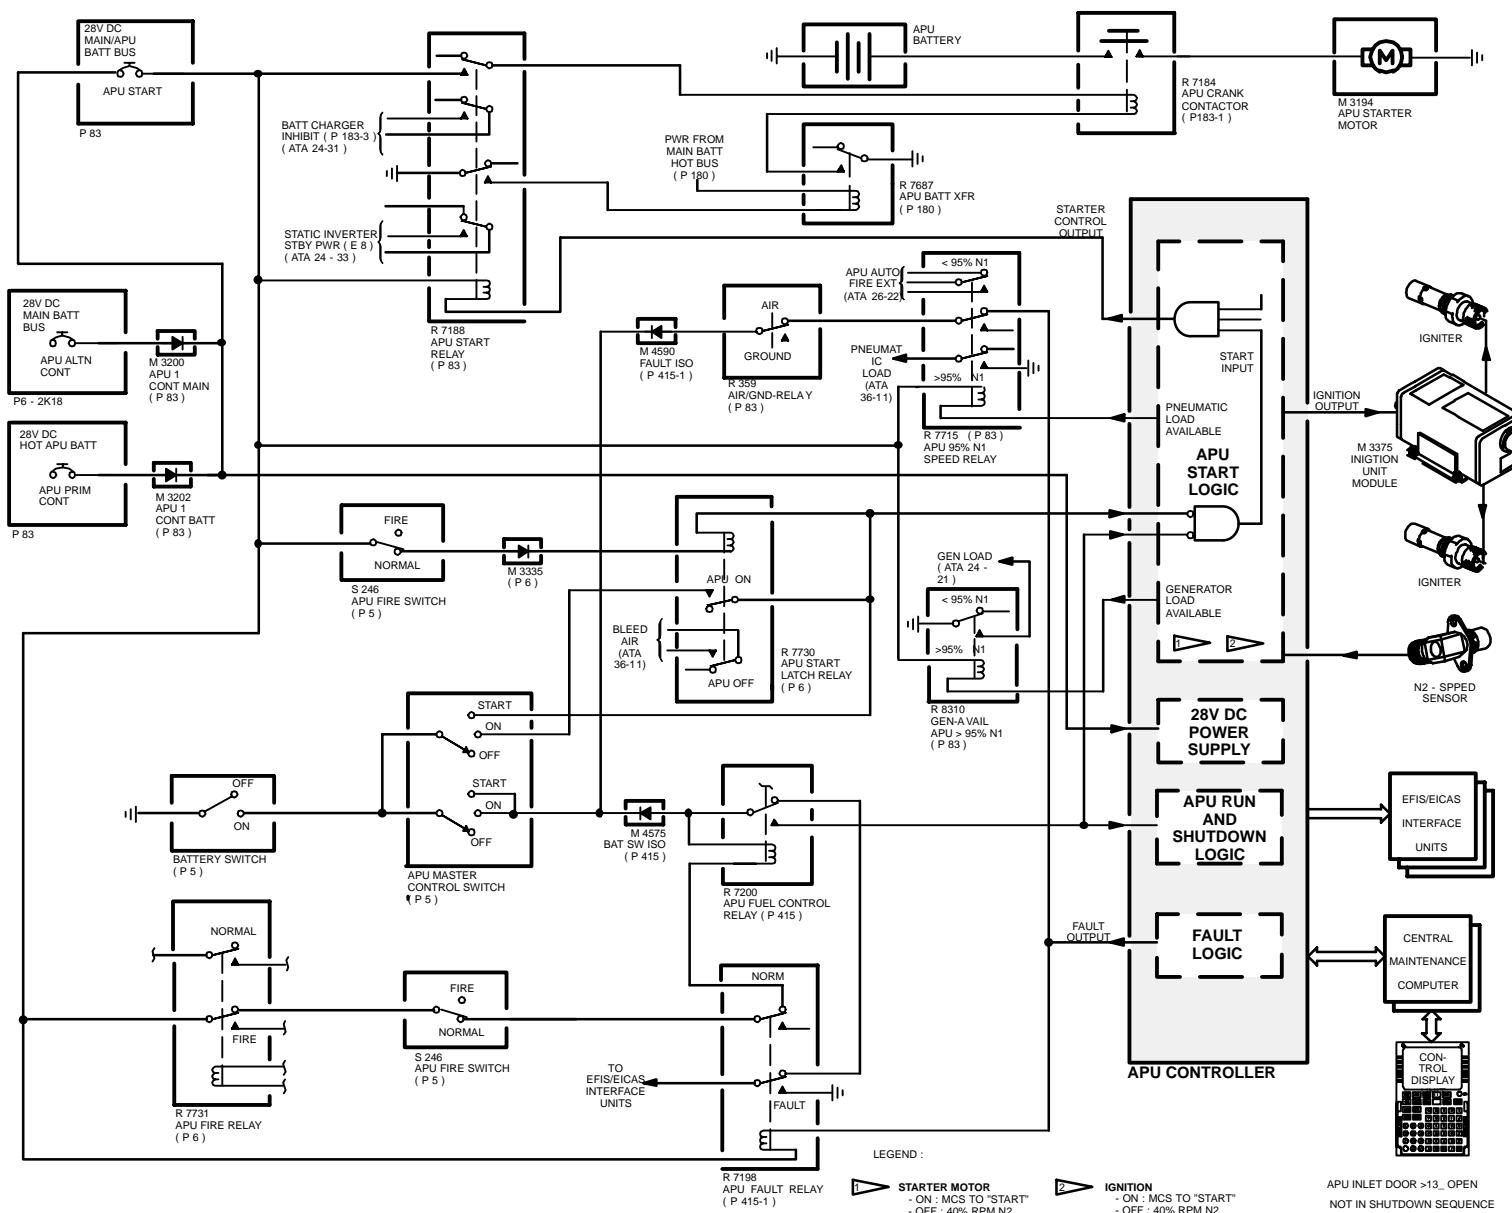 28V DC
MAIN/APU
BATT BUS
APU START
P 83
BATT CHARGER
INHIBIT ( P 183-3 )
( ATA 24-31 )
STATIC INVERTER
STBY PWR ( E 8 )
( ATA 24 - 33 )
R 7188
APU START
RELAY
( P 83 )
APU
BATTERY
R 7184
APU CRANK
CONTACTOR
( P183-1 )
M
M 3194
APU STARTER
MOTOR
PWR FROM
MAIN BATT
HOT BUS
( P 180 )
R 7687
APU BATT XFR
( P 180 )
STARTER
CONTROL
OUTPUT
28V DC
MAIN BATT
BUS
APU ALTN
CONT
P6 - 2K18
M 3200
APU 1
CONT MAIN
( P 83 )
28V DC
HOT APU BATT
APU PRIM
CONT
P 83
M 3202
APU 1
CONT BATT
( P 83 )
M 4590
FAULT ISO
( P 415-1 )
AIR
GROUND
R 359
AIR/GND-RELAY
( P 83 )
APU AUTO
FIRE EXT
(ATA 26-22)
< 95% N1
PNEUMAT
IC
LOAD
(ATA
36-11)
>95% N1
R 7715 ( P 83 )
APU 95% N1
SPEED RELAY
START
INPUT
PNEUMATIC
LOAD
AVAILABLE
APU
START
LOGIC
GENERATOR
LOAD
AVAILABLE
1
2
IGNITION
OUTPUT
IGNITER
M 3375
INIGTION
UNIT
MODULE
IGNITER
N2 - SPPED
SENSOR
FIRE
NORMAL
S 246
APU FIRE SWITCH
( P 5 )
M 3335
( P 6 )
APU ON
BLEED
AIR
(ATA
36-11)
APU OFF
R 7730
APU START
LATCH RELAY
( P 6 )
GEN LOAD
( ATA 24 -
21 )
< 95% N1
>95% N1
R 8310
GEN-A VAIL
APU > 95% N1
( P 83 )
28V DC
POWER
SUPPLY
START
ON
OFF
START
ON
OFF
APU MASTER
CONTROL SWITCH
( P 5 )
OFF
ON
BATTERY SWITCH
( P 5 )
M 4575
BAT SW ISO
( P 415 )
R 7200
APU FUEL CONTROL
RELAY ( P 415 )
APU RUN
AND
SHUTDOWN
LOGIC
EFIS/EICAS
INTERFACE
UNITS
FAULT
OUTPUT
FAULT
LOGIC
CENTRAL
MAINTENANCE
COMPUTER
CON-
TROL
DISPLAY
APU CONTROLLER
NORMAL
FIRE
R 7731
APU FIRE RELAY
( P 6 )
FIRE
NORMAL
S 246
APU FIRE SWITCH
( P 5 )
NORM
TO
EFIS/EICAS
INTERFACE
UNITS
FAULT
R 7198
APU FAULT RELAY
( P 415-1 )
LEGEND :
1
STARTER MOTOR
- ON : MCS TO "START"
- OFF : 40% RPM N2
2
IGNITION
- ON : MCS TO "START"
- OFF : 40% RPM N2
APU INLET DOOR >13_ OPEN
NOT IN SHUTDOWN SEQUENCE